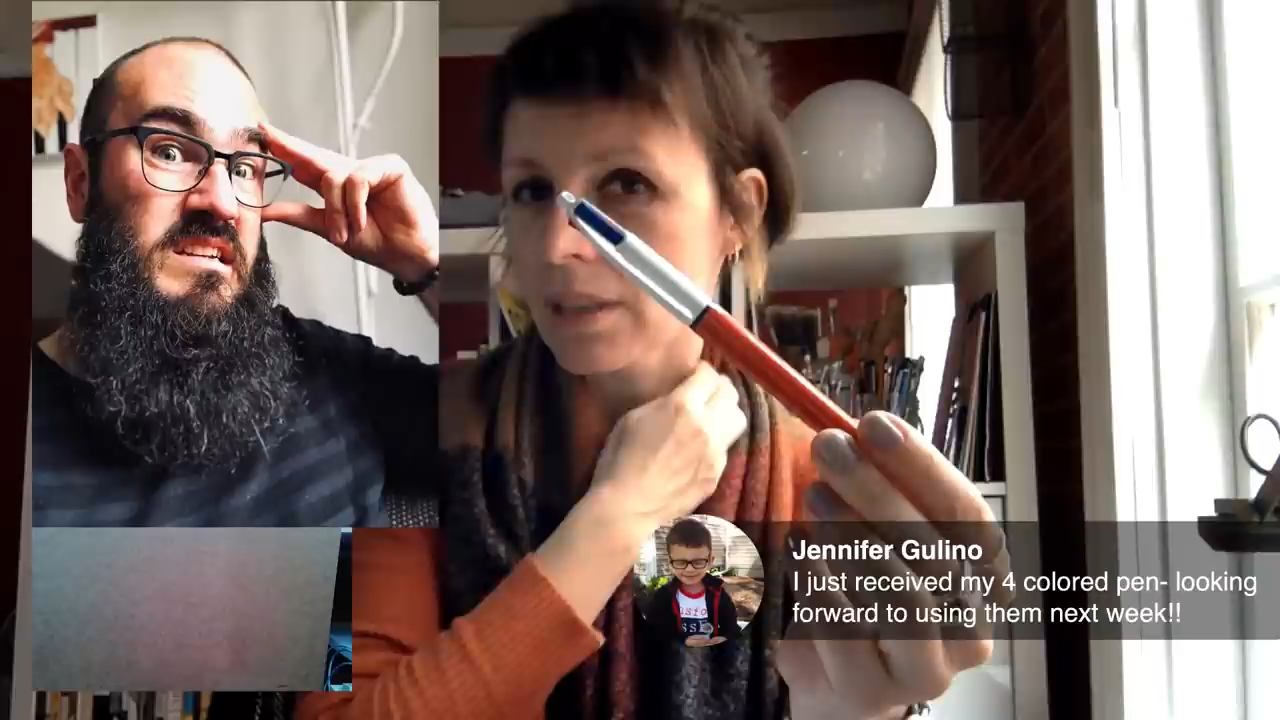 Jennifer Gulino
I just received my 4 colored pen- looking
forward to using them next week!!